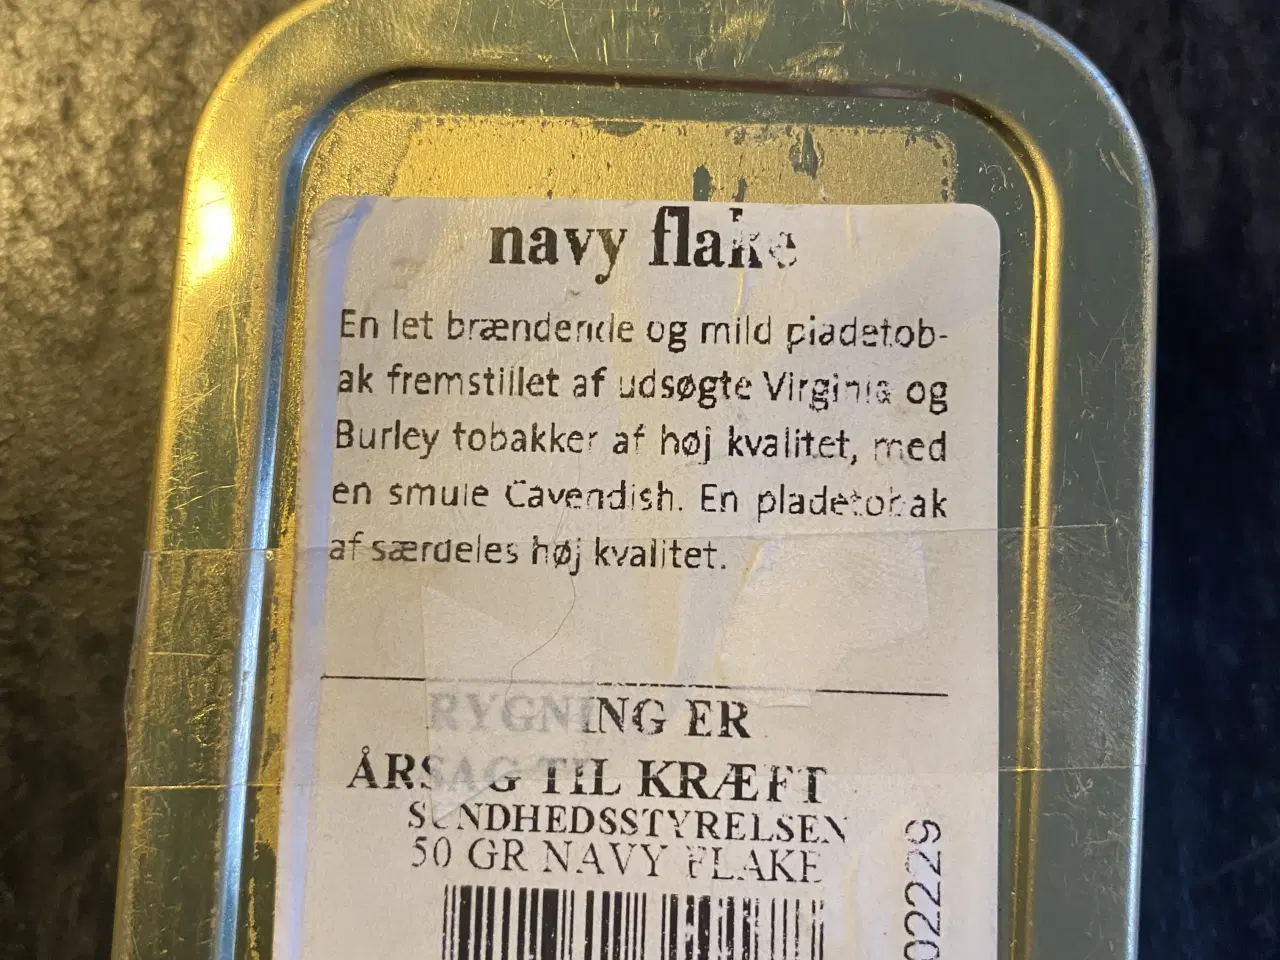 navy flake
En let brændende og mild pladetob-
ak fremstillet af udsøgte Virginia og
Burley tobakker af høj kvalitet, med
en smule Cavendish. En pladetobak
af særdeles høj kvalitet.
RYGNING ER
ÅRSAG TIL KRÆFT
SUNDHEDSSTYRELSEN
50 GR NAVY FLAKE
022229